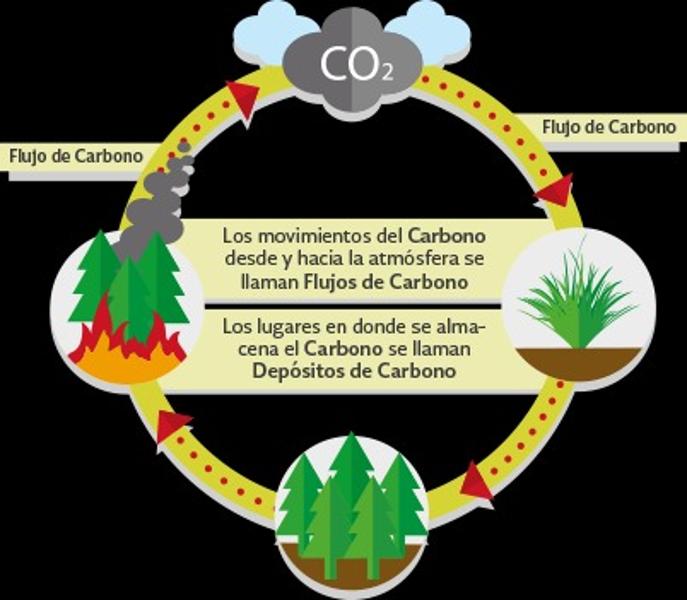 CO2
Flujo de Carbono
Flujo de Carbono
Los movimientos del Carbono
desde y hacia la atmósfera se
llaman Flujos de Carbono
Los lugares en donde se alma-
cena el Carbono se llaman
Depósitos de Carbono